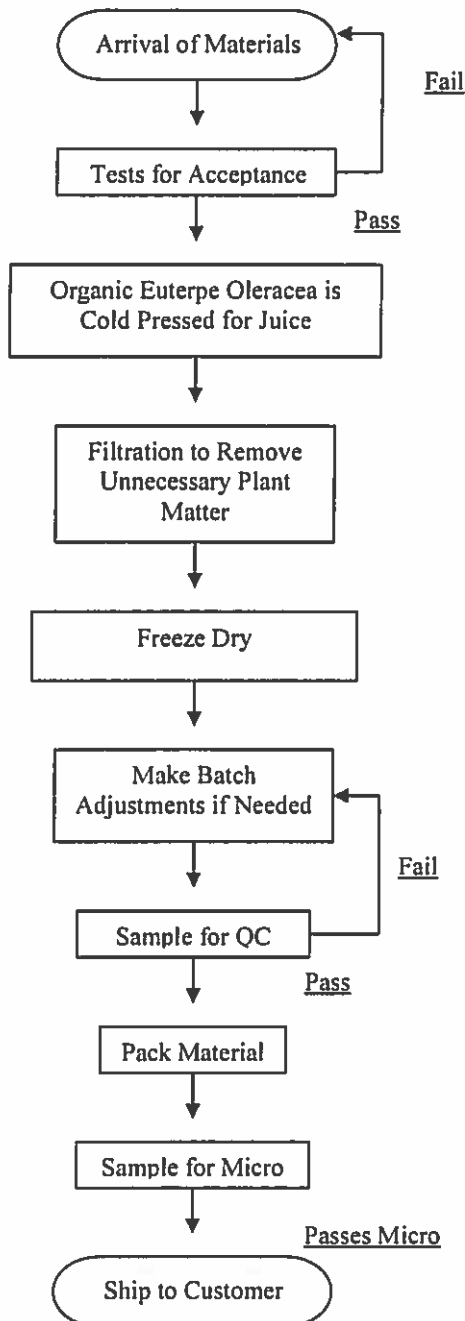 Arrival of Materials
Fail
Tests for Acceptance
Pass
Organic Euterpe Oleracea is
Cold Pressed for Juice
Filtration to Remove
Unnecessary Plant
Matter
Freeze Dry
Make Batch
Adjustments if Needed
Fail
Sample for QC
Pass
Pack Material
Sample for Micro
Passes Micro
Ship to Customer